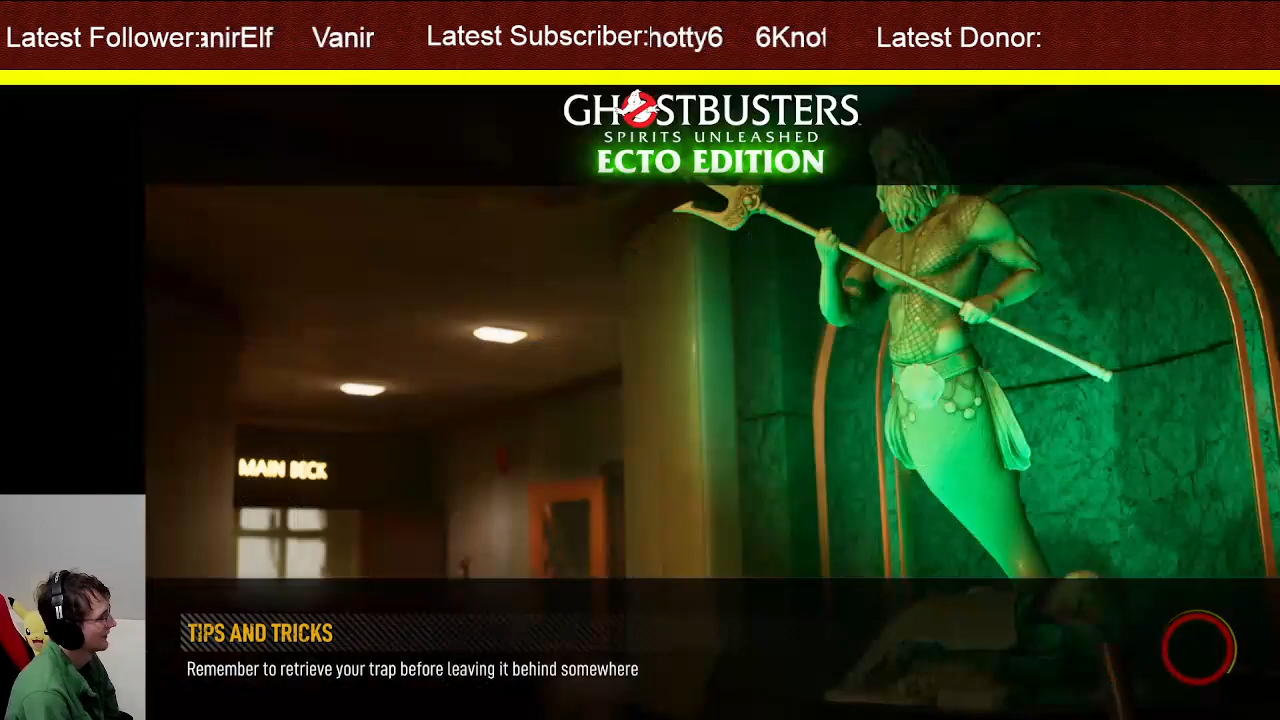 Latest Follower: anirElf Vanir Latest Subscriber: hotty6 6Knot Latest Donor:
GHOSTBUSTERS
SPIRITS UNLEASHED
ECTO EDITION
MAIN DECK
TIPS AND TRICKS
Remember to retrieve your trap before leaving it behind somewhere